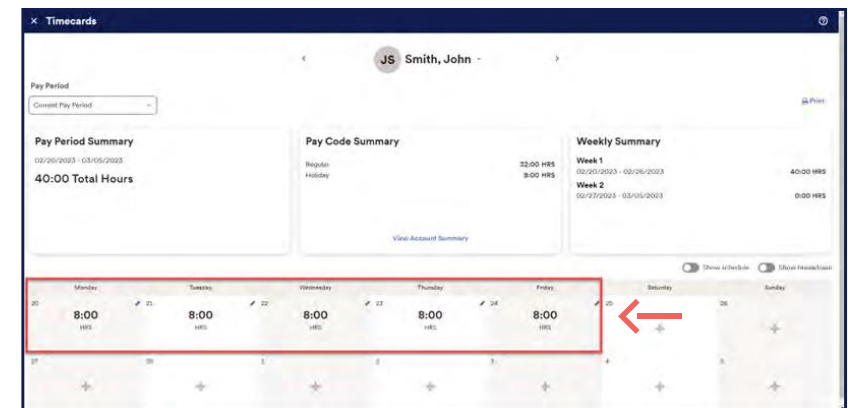 × Timecards
JS Smith, John
Pay Period
Current Pay Period
Print
Pay Period Summary
02/20/2023 - 03/05/2023
40:00 Total Hours
Pay Code Summary
Regular 32:00 HRS
Holiday 8:00 HRS
View Account Summary
Weekly Summary
Week 1
02/20/2023 - 02/26/2023 40:00 HRS
Week 2
02/27/2023 - 03/05/2023 0:00 HRS
Show schedule Show breakdown
Monday Tuesday Wednesday Thursday Friday Saturday Sunday
20 21 22 23 24 25 26
8:00 8:00 8:00 8:00 8:00
HRS HRS HRS HRS HRS
27 28 1 2 3 4 5